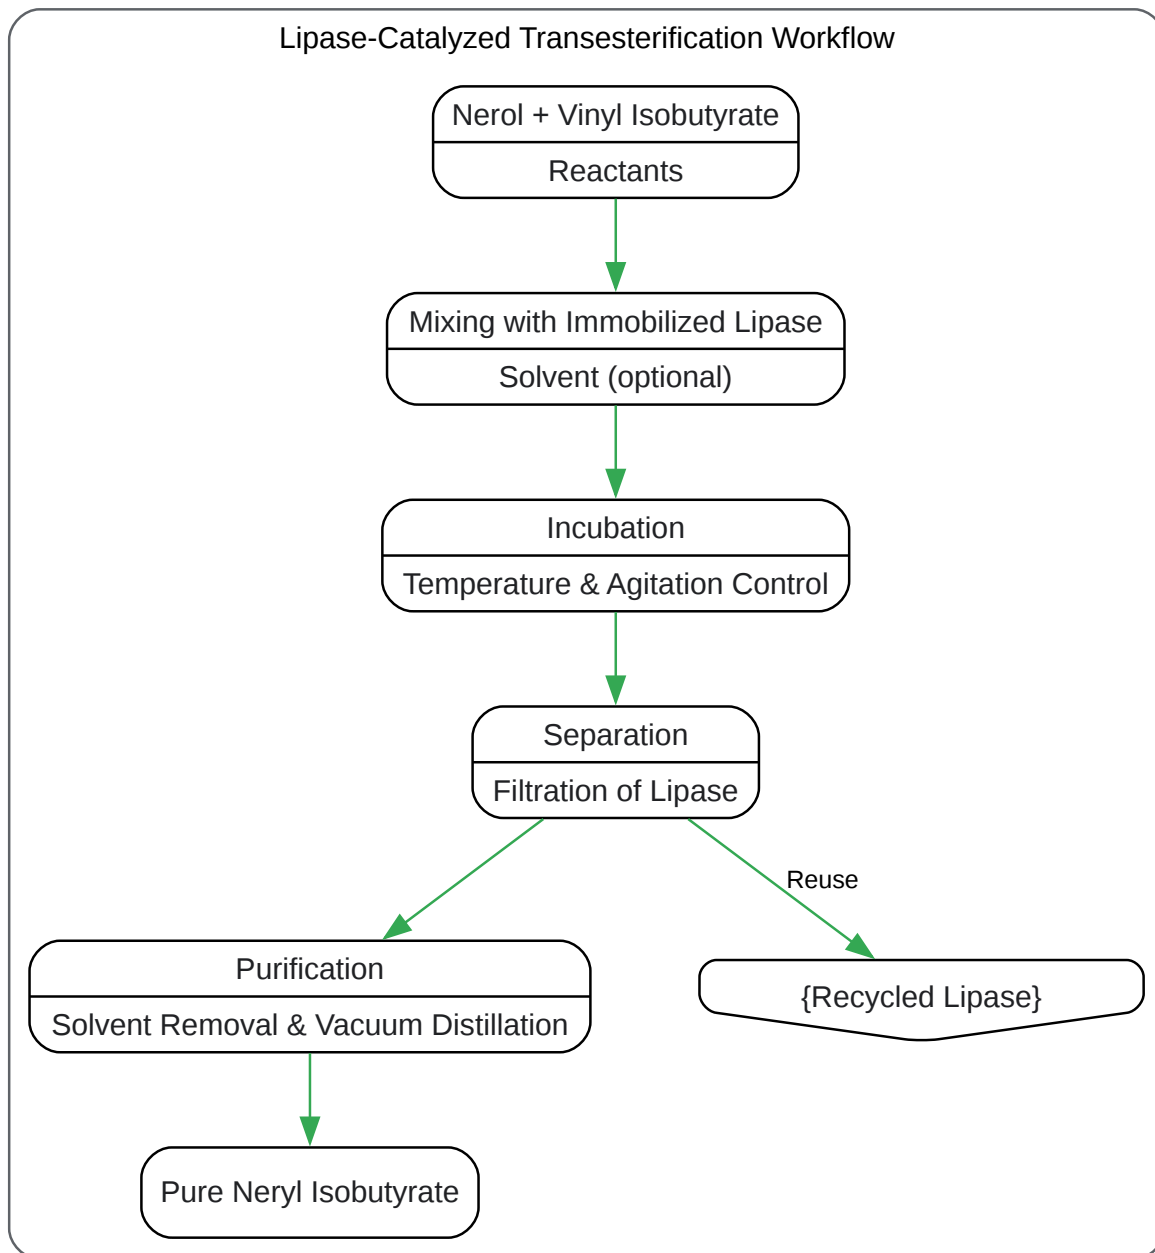 Lipase-Catalyzed Transesterification Workflow
Nerol + Vinyl Isobutyrate
Reactants
Mixing with Immobilized Lipase
Solvent (optional)
Incubation
Temperature & Agitation Control
Separation
Filtration of Lipase
Reuse
Purification
Solvent Removal & Vacuum Distillation
{Recycled Lipase}
Pure Neryl Isobutyrate